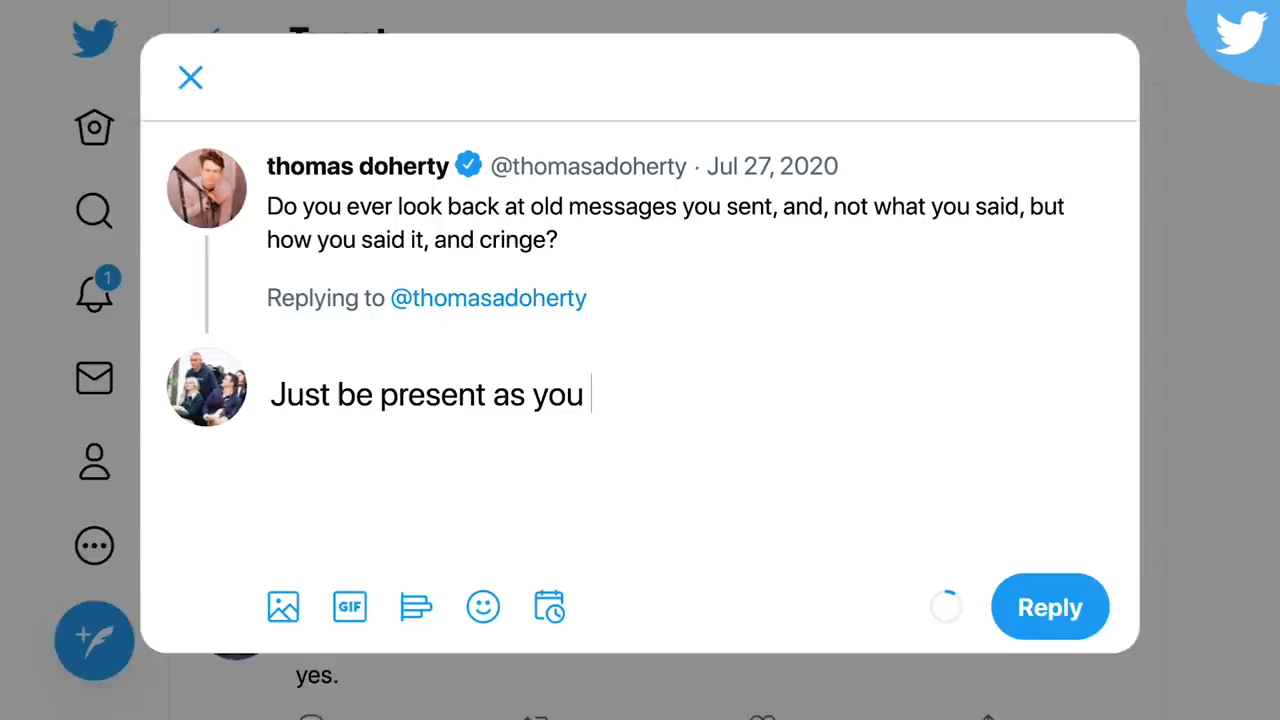 thomas doherty @thomasadoherty · Jul 27, 2020
Do you ever look back at old messages you sent, and, not what you said, but
how you said it, and cringe?
1
Replying to @thomasadoherty
Just be present as you
GIF
Reply
yes.